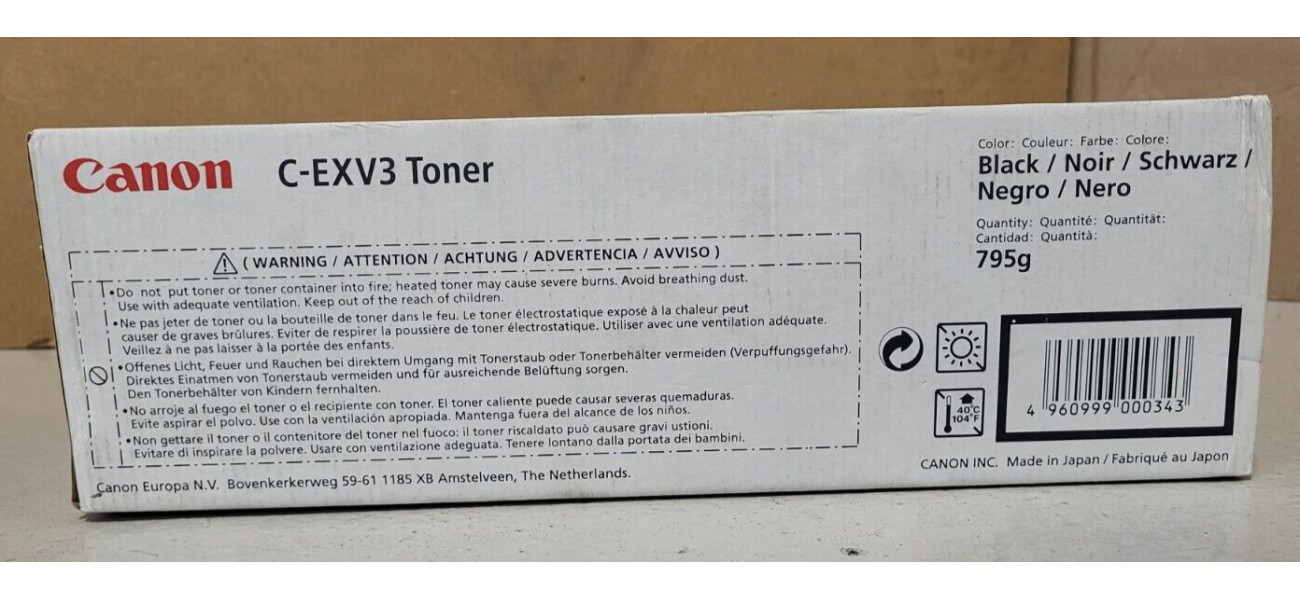 Canon C-EXV3 Toner
Color: Couleur: Farbe: Colore:
Black / Noir / Schwarz /
Negro / Nero
Quantity: Quantité: Quantität:
Cantidad: Quantità:
795g
( WARNING / ATTENTION / ACHTUNG / ADVERTENCIA / AVVISO )
•Do not put toner or toner container into fire; heated toner may cause severe burns. Avoid breathing dust.
Use with adequate ventilation. Keep out of the reach of children.
•Ne pas jeter de toner ou la bouteille de toner dans le feu. Le toner électrostatique exposé à la chaleur peut
causer de graves brûlures. Eviter de respirer la poussière de toner électrostatique. Utiliser avec une ventilation adéquate.
Veillez à ne pas laisser à la portée des enfants.
•Offenes Licht, Feuer und Rauchen bei direktem Umgang mit Tonerstaub oder Tonerbehälter vermeiden (Verpuffungsgefahr).
Direktes Einatmen von Tonerstaub vermeiden und für ausreichende Belüftung sorgen.
Den Tonerbehälter von Kindern fernhalten.
•No arroje al fuego el toner o el recipiente con toner. El toner caliente puede causar severas quemaduras.
Evite aspirar el polvo. Use con la ventilación apropiada. Mantenga fuera del alcance de los niños.
•Non gettare il toner o il contenitore del toner nel fuoco: il toner riscaldato può causare gravi ustioni.
Evitare di inspirare la polvere. Usare con ventilazione adeguata. Tenere lontano dalla portata dei bambini.
Canon Europa N.V. Bovenkerkerweg 59-61 1185 XB Amstelveen, The Netherlands.
40°C
104°F
4 960999 000343
CANON INC. Made in Japan / Fabriqué au Japon